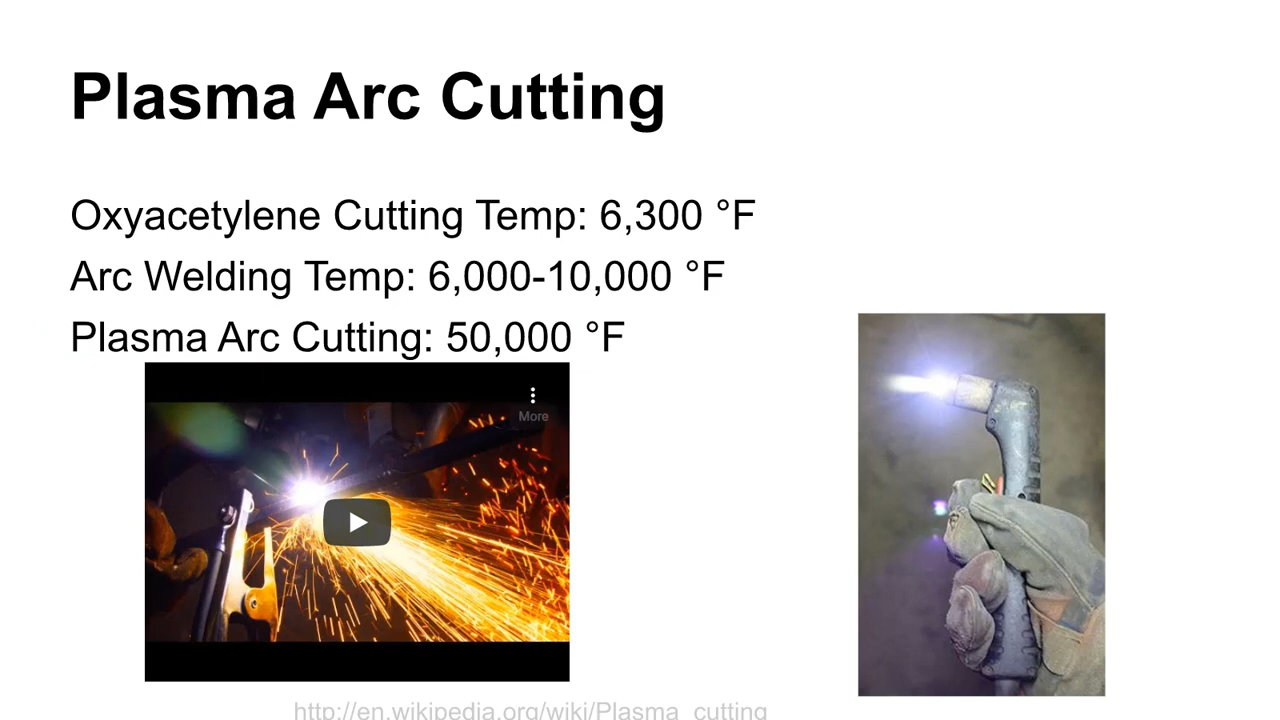 Plasma Arc Cutting
Oxyacetylene Cutting Temp: 6,300 °F
Arc Welding Temp: 6,000-10,000 °F
Plasma Arc Cutting: 50,000 °F
More
http://en.wikipedia.org/wiki/Plasma_cutting